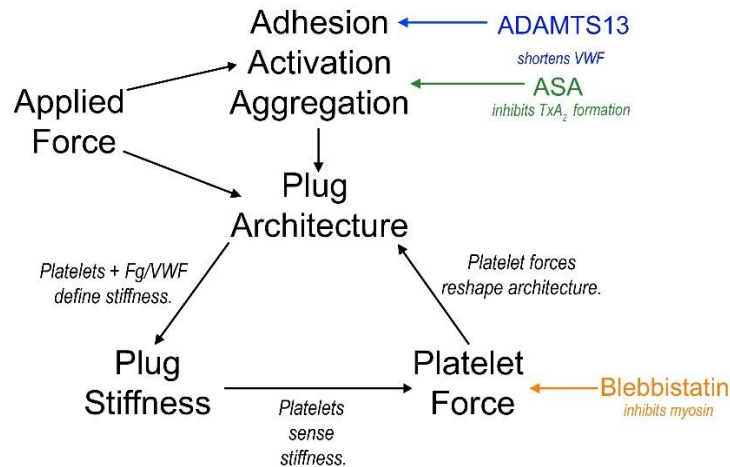 Adhesion
Activation
Aggregation
ADAMTS13
shortens VWF
ASA
inhibits TxA₂ formation
Applied
Force
Plug
Architecture
Platelets + Fg/VWF
define stiffness.
Platelet forces
reshape architecture.
Plug
Stiffness
Platelets
sense
stiffness.
Platelet
Force
Blebbistatin
inhibits myosin